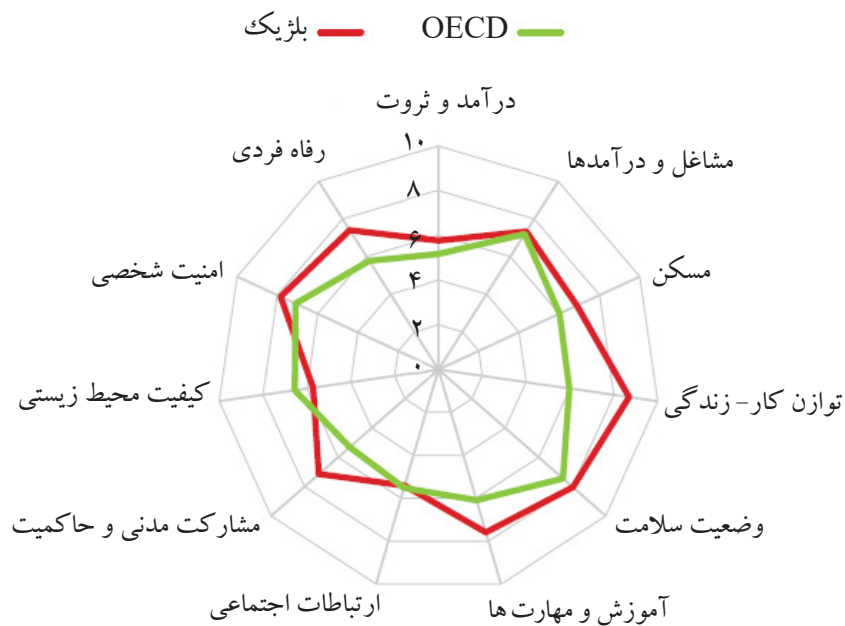 OECD بلژیک
درآمد و ثروت
مشاغل و درآمدها
مسکن
توازن کار- زندگی
وضعیت سلامت
آموزش و مهارت ها
ارتباطات اجتماعی
مشارکت مدنی و حاکمیت
کیفیت محیط زیستی
امنیت شخصی
رفاه فردی
۱۰
۸
۶
۴
۲
۰